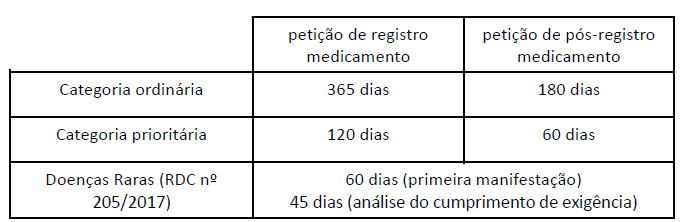 petição de registro
medicamento
petição de pós-registro
medicamento
Categoria ordinária
365 dias
180 dias
Categoria prioritária
120 dias
60 dias
Doenças Raras (RDC nº
205/2017)
60 dias (primeira manifestação)
45 dias (análise do cumprimento de exigência)